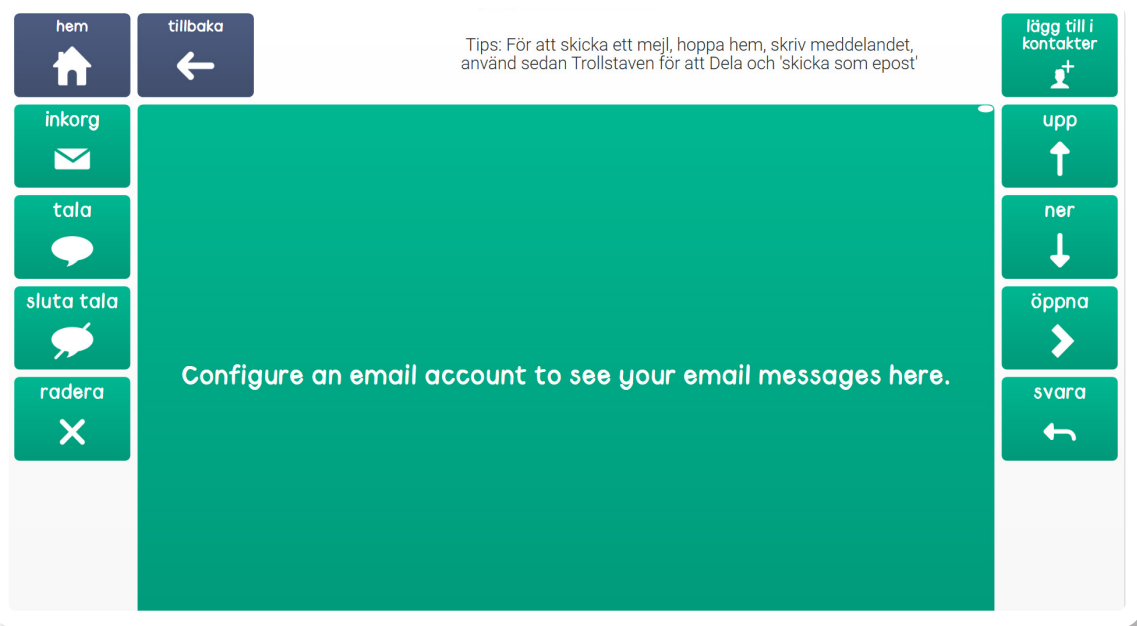 hem
tillbaka
Tips: För att skicka ett mejl, hoppa hem, skriv meddelandet,
använd sedan Trollstaven för att Dela och 'skicka som epost'
lägg till i
kontakter
inkorg
upp
tala
ner
sluta tala
öppna
Configure an email account to see your email messages here.
radera
svara